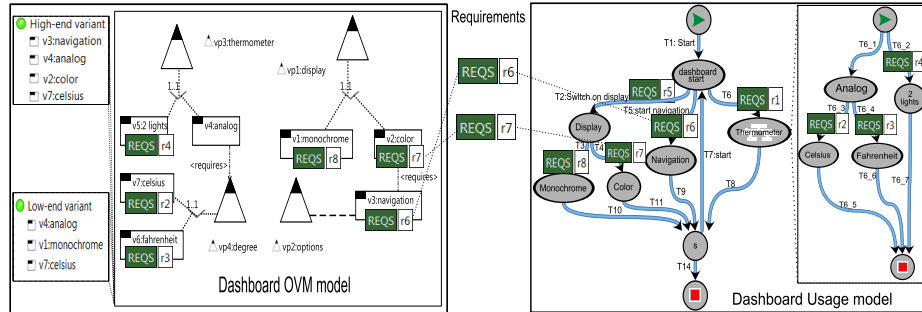 High-end variant
v3:navigation
v4:analog
v2:color
v7:celsius
Low-end variant
v4:analog
v1:monochrome
v7:celsius
vp3:thermometer
vp1:display
1..1
1..1
v5:2 lights
REQS r4
v4:analog
v1:monochrome
REQS r8
v2:color
REQS r7
<requires>
<requires>
v7:celsius
REQS r2
1..1
v3:navigation
REQS r6
v6:fahrenheit
REQS r3
vp4:degree
vp2:options
Dashboard OVM model
Requirements
REQS r6
REQS r7
T1: Start
dashboard start
T2:Switch on display
REQS r5
T5:start navigation
T6
REQS r1
Display
REQS r6
Thermometer
T3
T4
REQS r7
REQS r8
Navigation
T7:start
Monochrome
Color
T9
T8
T10
T11
s
T14
T6_1
T6_2
REQS r4
Analog
2 lights
T6_3
T6_4
REQS r2
REQS r3
Celsius
Fahrenheit
T6_6
T6_7
T6_5
Dashboard Usage model